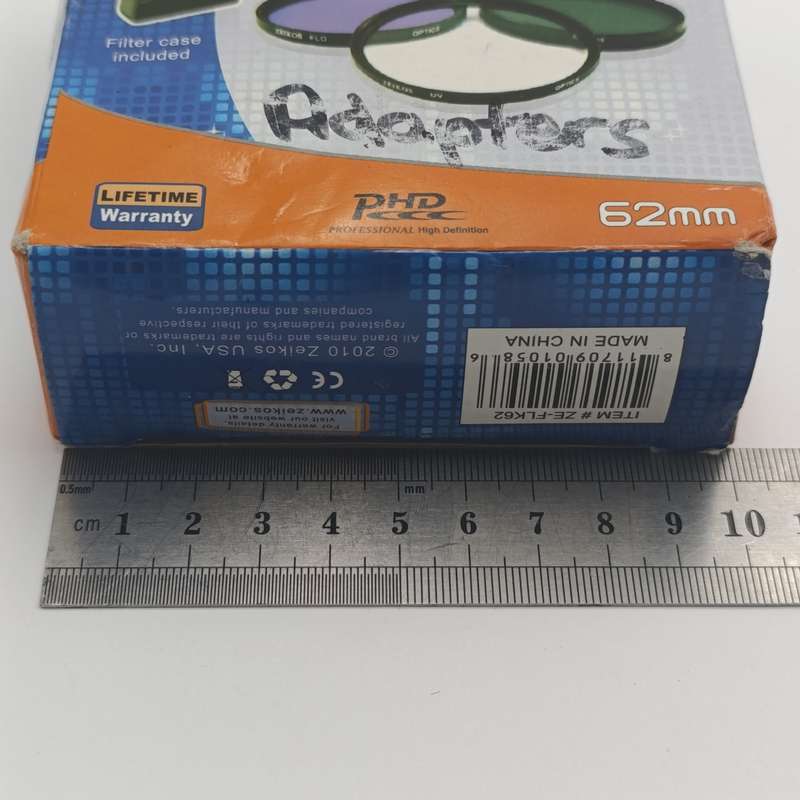 Filter case
included
ZEIKOS FLD
OPTICS
ZEIKOS UV
OPTICS
Adapters
LIFETIME
Warranty
PHD
PROFESSIONAL High Definition
62mm
ITEM # ZE-FLK62
8 11709 01058 6
MADE IN CHINA
For warranty details,
visit our website at
www.zeikos.com
CE
© 2010 Zeikos USA, Inc.
All brand names and rights are trademarks or
registered trademarks of their respective
companies and manufacturers.
0.5mm
mm
cm 1 2 3 4 5 6 7 8 9 10